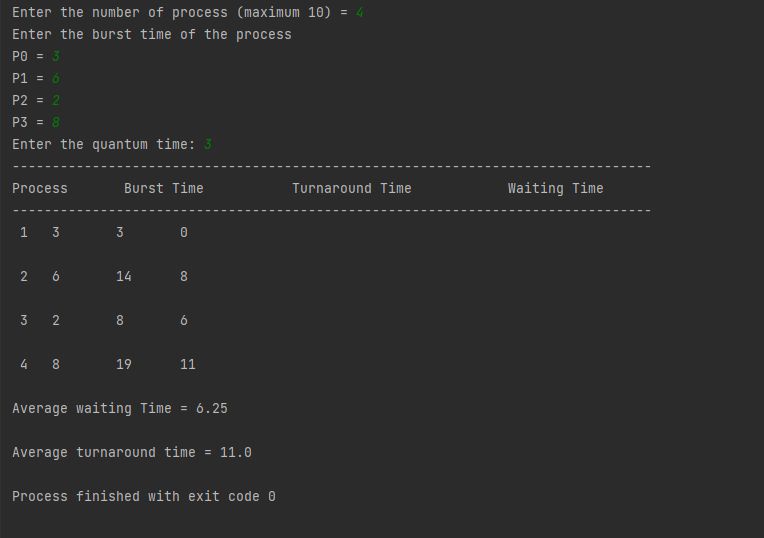 Enter the number of process (maximum 10) = 4
Enter the burst time of the process
P0 = 3
P1 = 6
P2 = 2
P3 = 8
Enter the quantum time: 3
--------------------------------------------------------------------------------
Process       Burst Time           Turnaround Time            Waiting Time
--------------------------------------------------------------------------------
1   3       3       0
2   6       14      8
3   2       8       6
4   8       19      11
Average waiting Time = 6.25
Average turnaround time = 11.0
Process finished with exit code 0